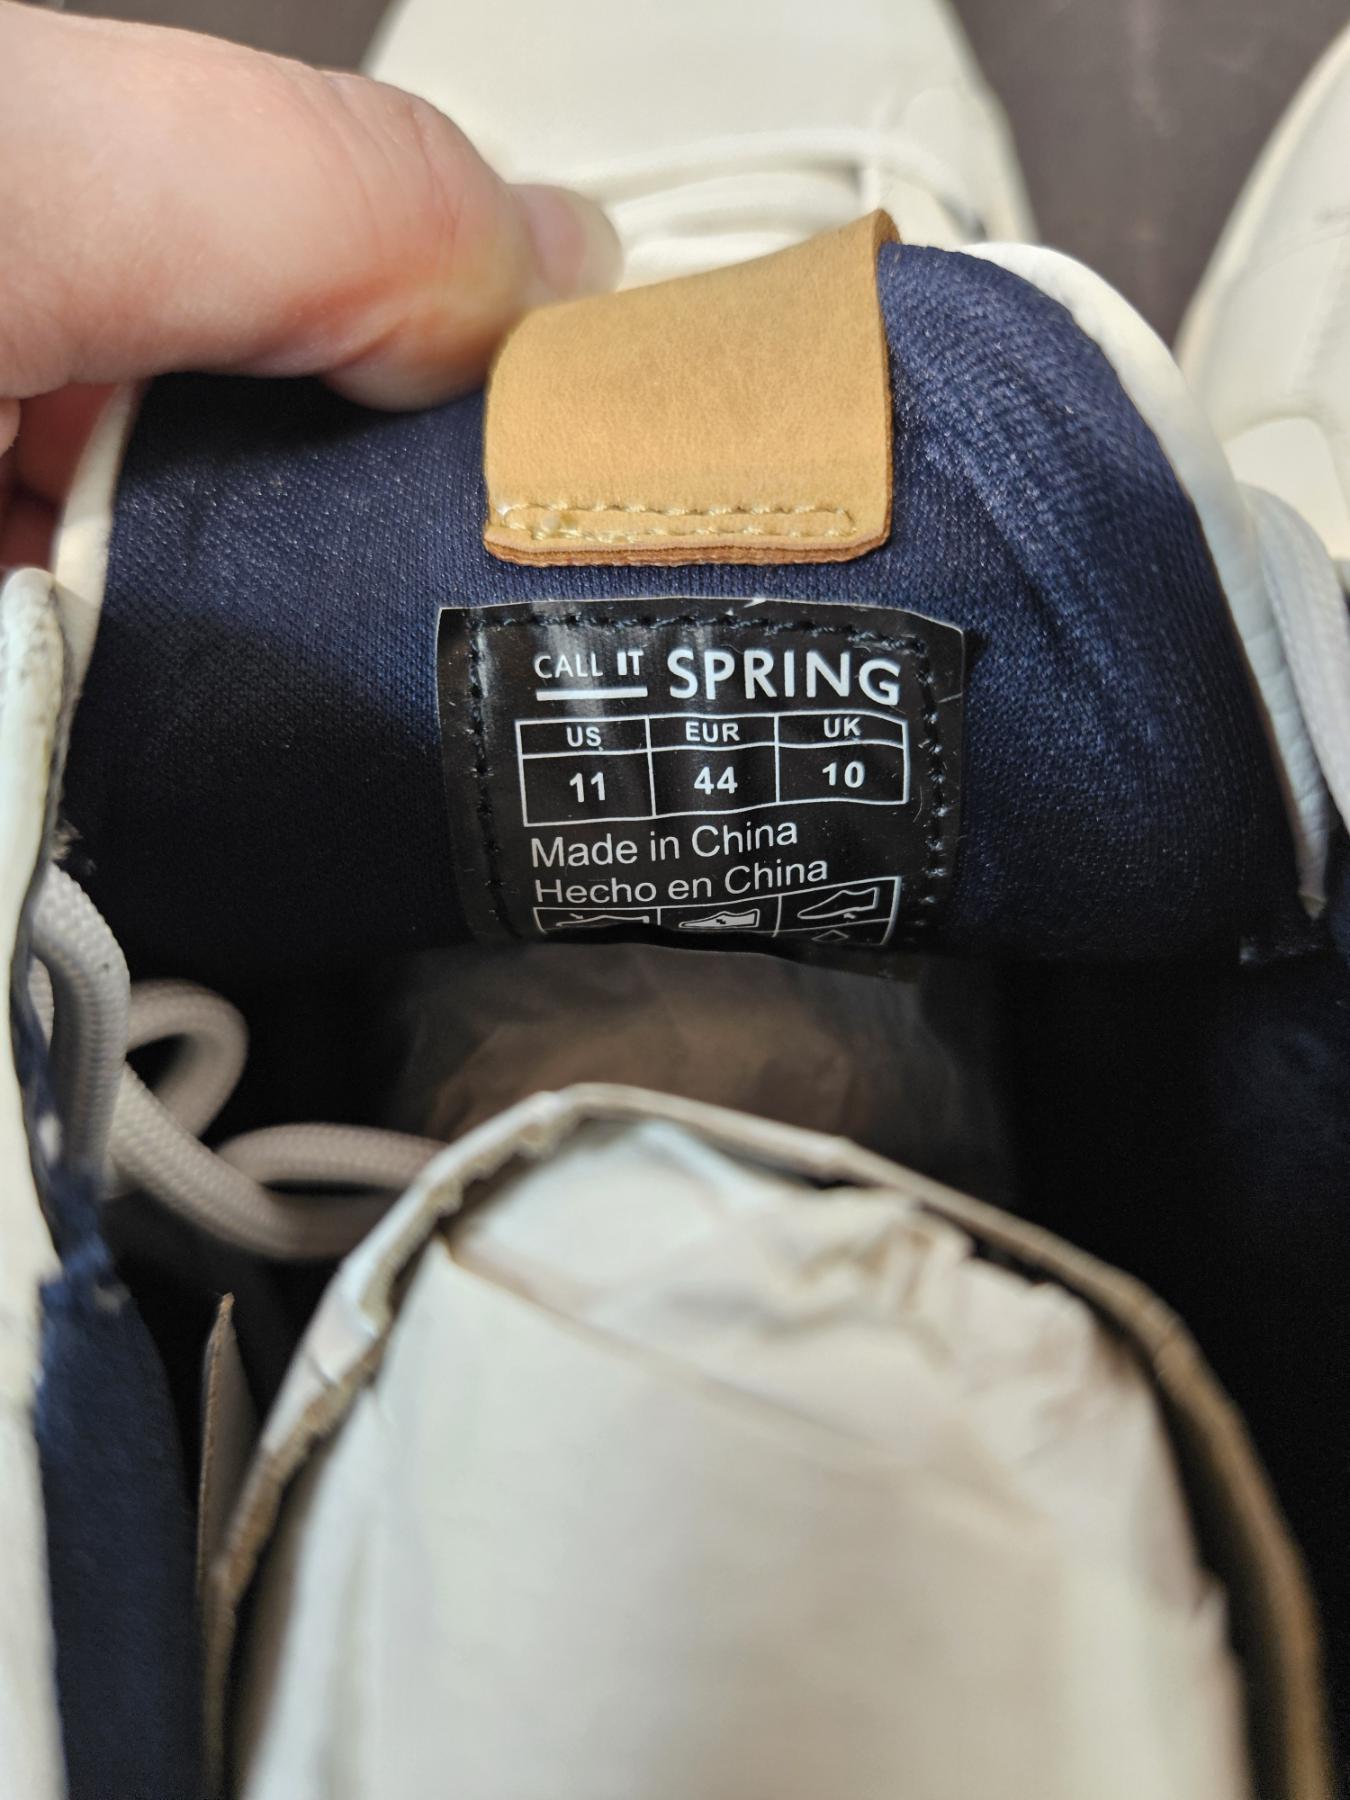 CALL IT SPRING
US EUR UK
11 44 10
Made in China
Hecho en China